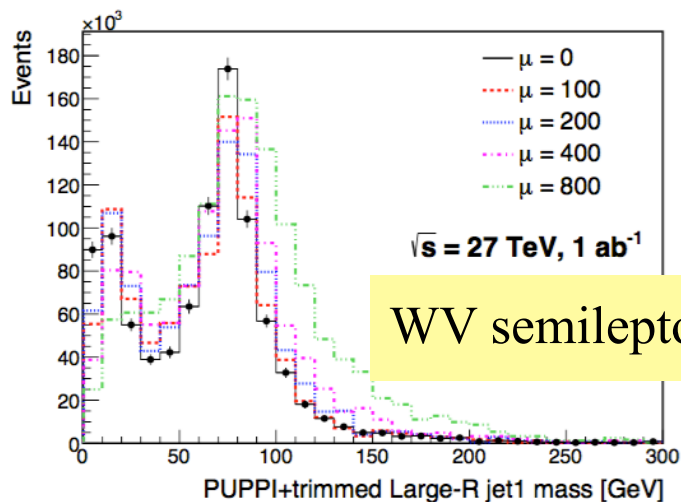 ×10³
Events
180
160
140
120
100
80
60
40
20
0
0 50 100 150 200 250 300
PUPPI+trimmed Large-R jet1 mass [GeV]
μ = 0
μ = 100
μ = 200
μ = 400
μ = 800
√s = 27 TeV, 1 ab⁻¹
WV semilepto